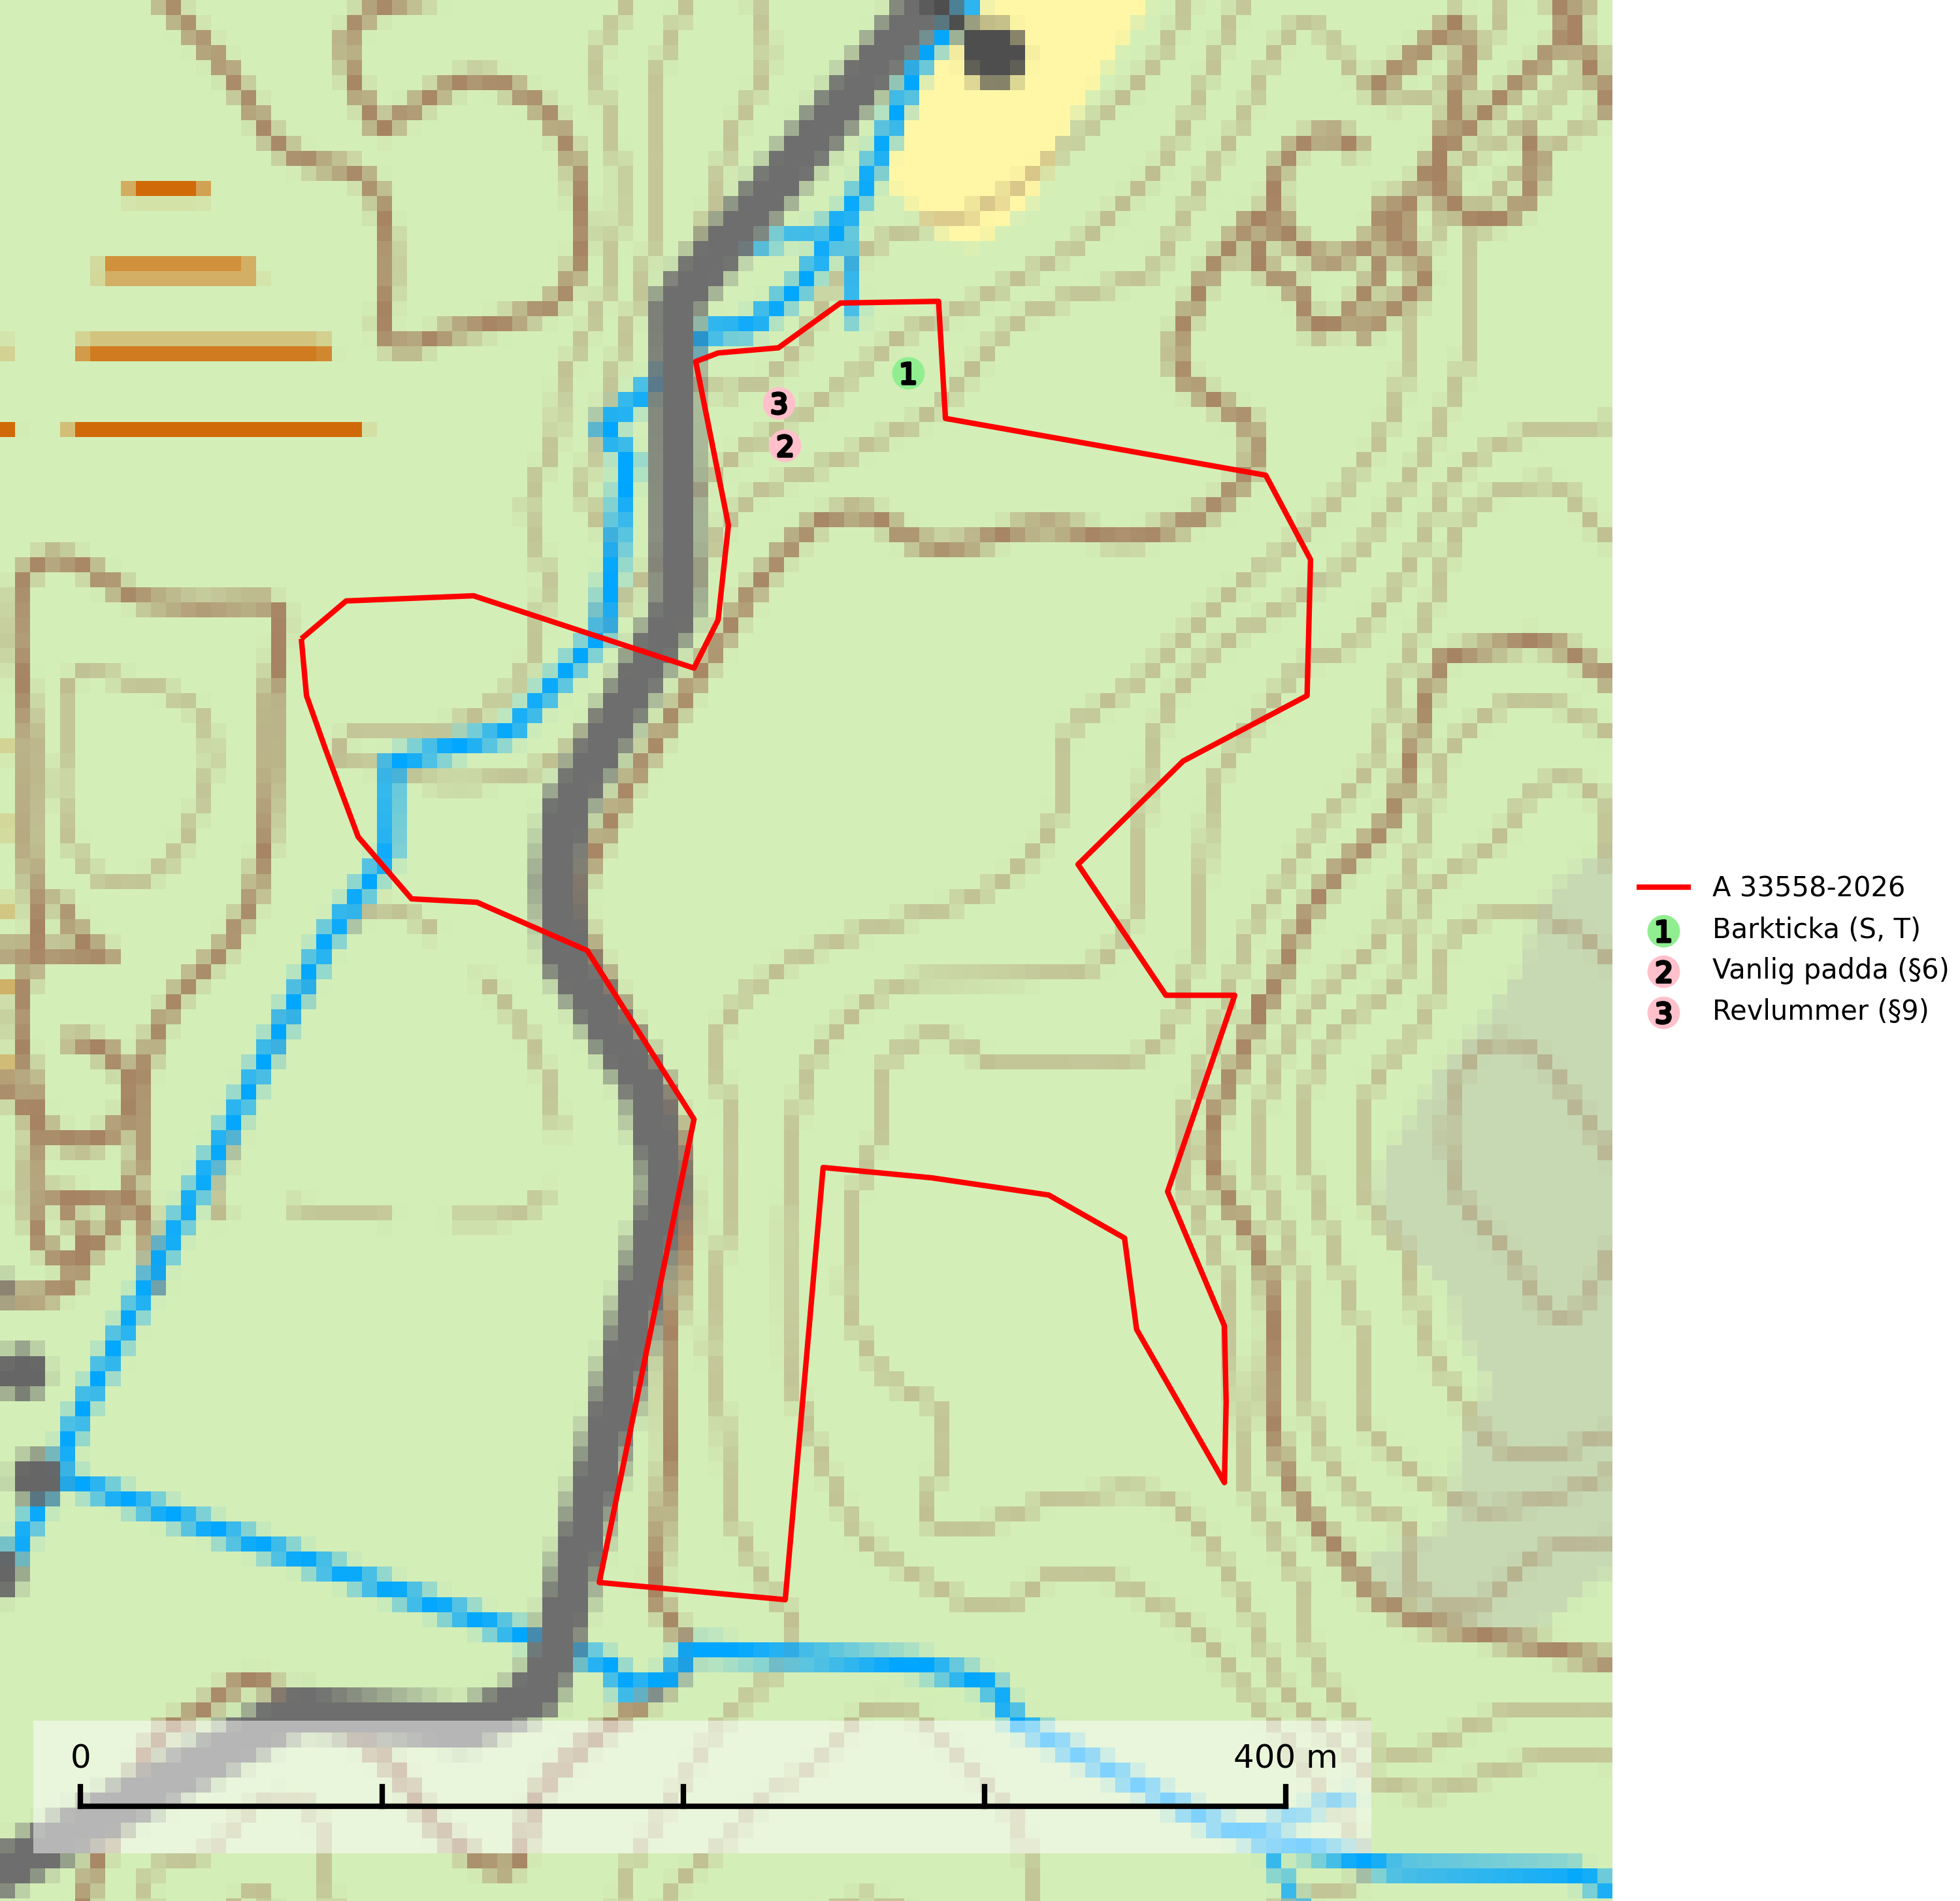 1
3
2
A 33558-2026
1 Barkticka (S, T)
2 Vanlig padda (§6)
3 Revlummer (§9)
0 400 m